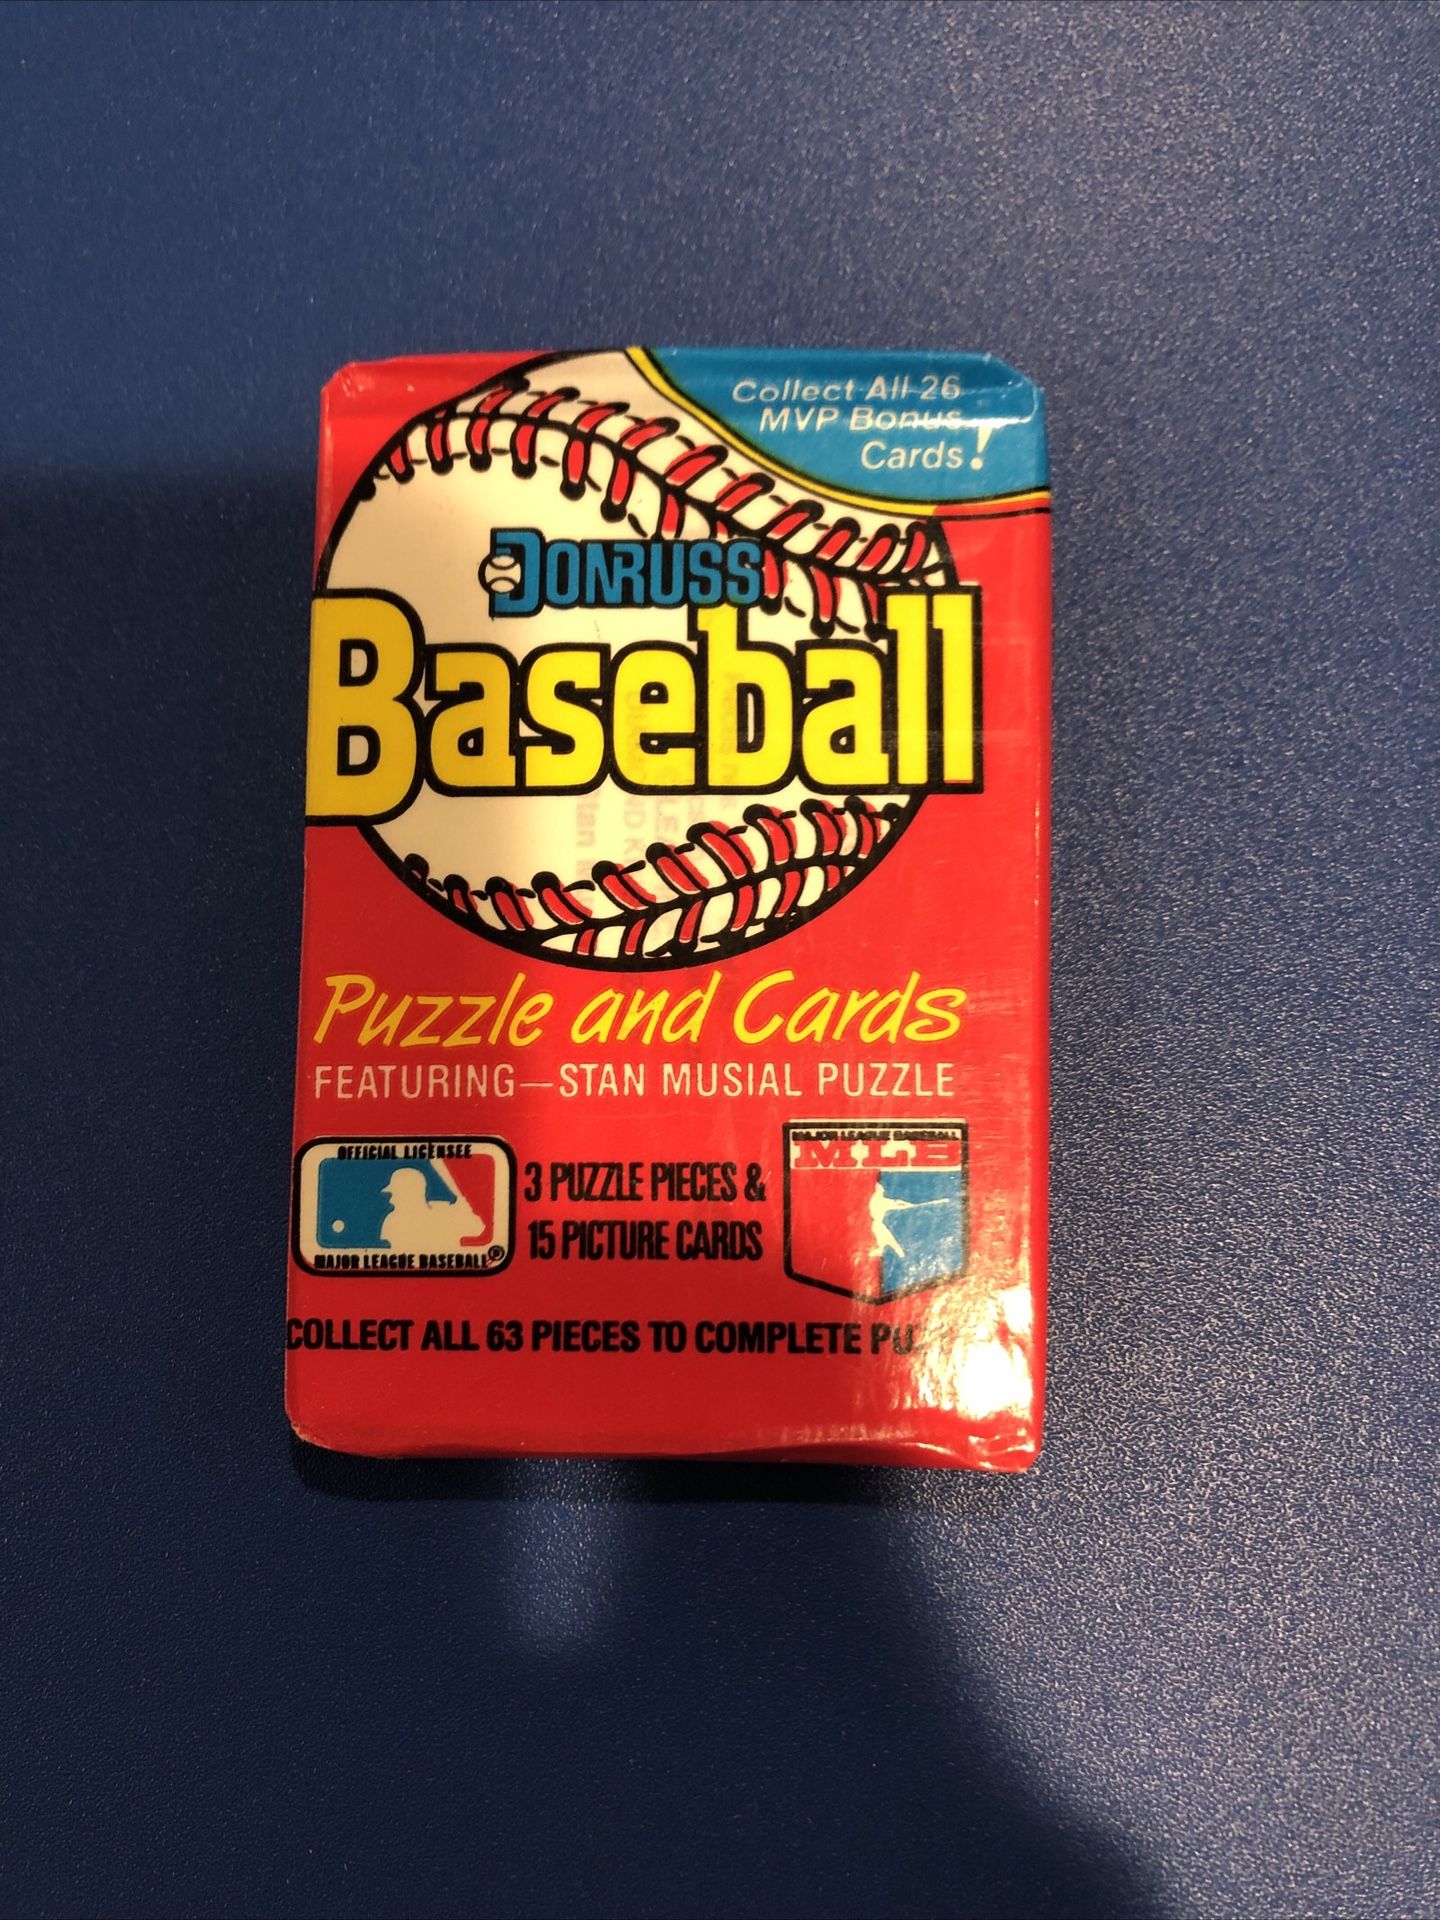 Collect All 26
MVP Bonus
Cards!
DONRUSS
Baseball
Puzzle and Cards
FEATURING—STAN MUSIAL PUZZLE
OFFICIAL LICENSEE
MAJOR LEAGUE BASEBALL®
3 PUZZLE PIECES &
15 PICTURE CARDS
MAJOR LEAGUE BASEBALL
MLB
COLLECT ALL 63 PIECES TO COMPLETE